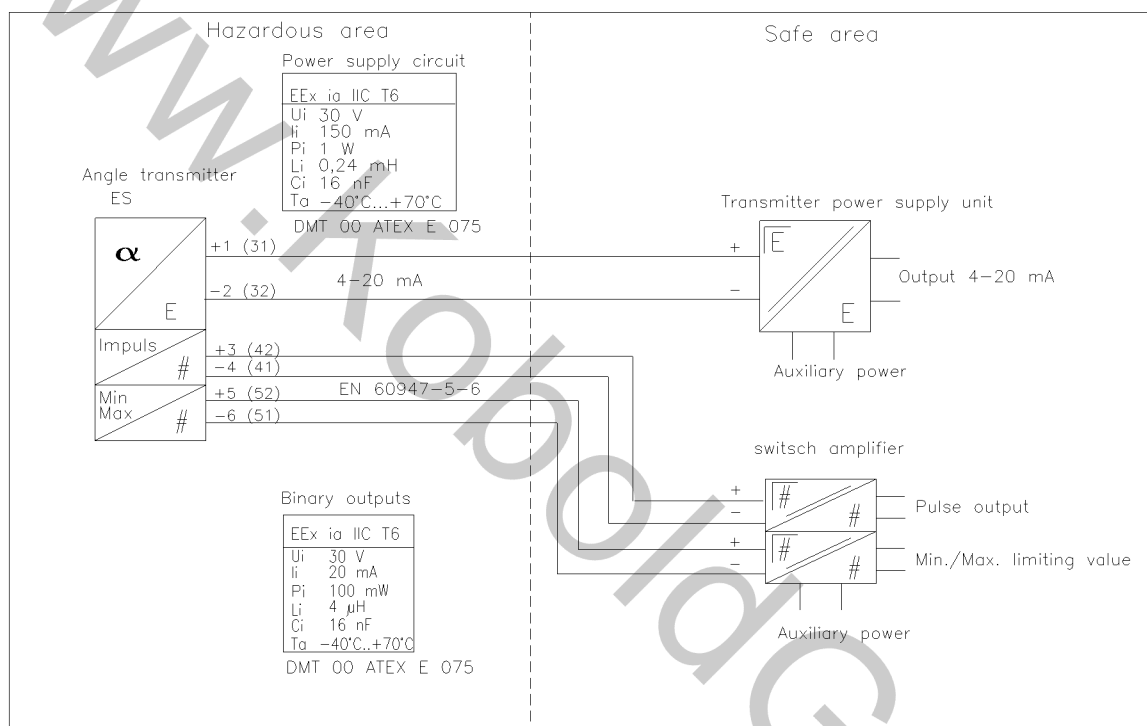 Hazardous area
Safe area
Power supply circuit
EEx ia IIC T6
Ui 30 V
Ii 150 mA
Pi 1 W
Li 0,24 mH
Ci 16 nF
Ta -40°C...+70°C
DMT 00 ATEX E 075
Angle transmitter
ES
α
E
+1 (31)
4-20 mA
-2 (32)
Transmitter power supply unit
+
-
E
E
Output 4-20 mA
Auxiliary power
Impuls
#
+3 (42)
-4 (41)
Min
Max
#
+5 (52)
-6 (51)
EN 60947-5-6
switsch amplifier
+
-
#
#
Pulse output
+
-
#
#
Min./Max. limiting value
Auxiliary power
Binary outputs
EEx ia IIC T6
Ui 30 V
Ii 20 mA
Pi 100 mW
Li 4 µH
Ci 16 nF
Ta -40°C..+70°C
DMT 00 ATEX E 075
w.KoboldG